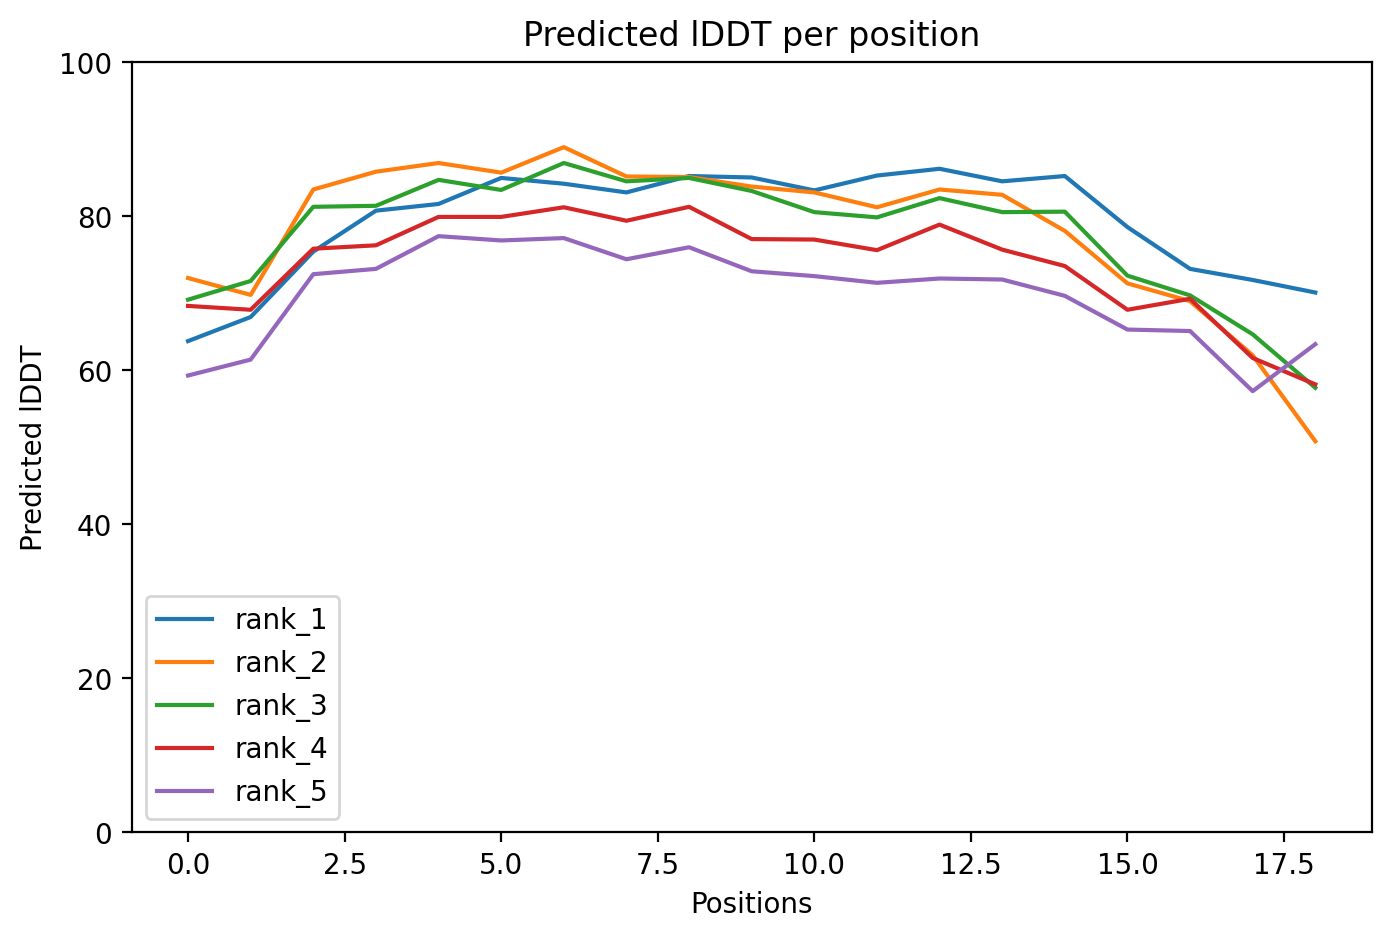 Predicted lDDT per position
100
80
60
40
20
0
Predicted lDDT
rank_1
rank_2
rank_3
rank_4
rank_5
0.0 2.5 5.0 7.5 10.0 12.5 15.0 17.5
Positions